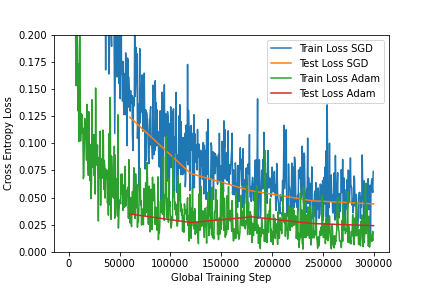 0.200
0.175
0.150
0.125
0.100
0.075
0.050
0.025
0.000
Cross Entropy Loss
Train Loss SGD
Test Loss SGD
Train Loss Adam
Test Loss Adam
0 50000 100000 150000 200000 250000 300000
Global Training Step